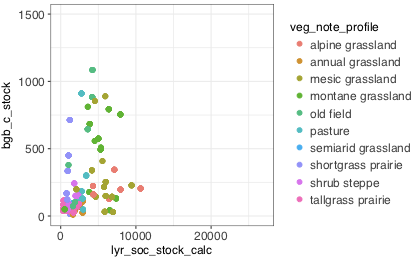 1500
1000
500
0
bgb_c_stock
0
10000
20000
lyr_soc_stock_calc
veg_note_profile
alpine grassland
annual grassland
mesic grassland
montane grassland
old field
pasture
semiarid grassland
shortgrass prairie
shrub steppe
tallgrass prairie